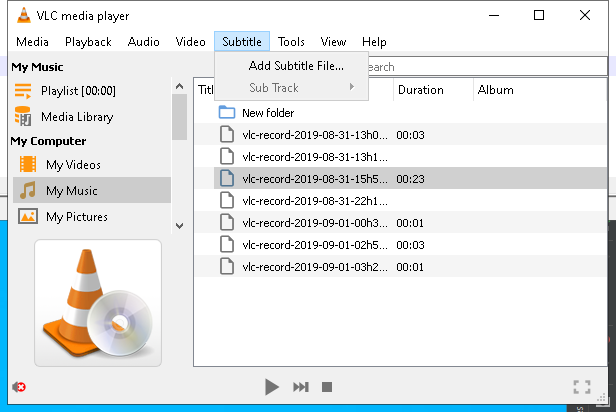 VLC media player
Media Playback Audio Video Subtitle Tools View Help
My Music
Playlist [00:00]
Media Library
My Computer
My Videos
My Music
My Pictures
Add Subtitle File...
Sub Track
earch
Titl Duration Album
New folder
vlc-record-2019-08-31-13h0... 00:03
vlc-record-2019-08-31-13h1...
vlc-record-2019-08-31-15h5... 00:23
vlc-record-2019-08-31-22h1...
vlc-record-2019-09-01-00h3... 00:01
vlc-record-2019-09-01-02h5... 00:03
vlc-record-2019-09-01-03h2... 00:01